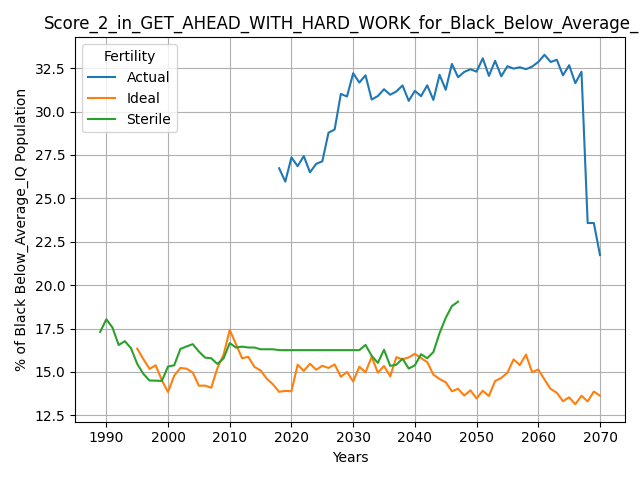 Score_2_in_GET_AHEAD_WITH_HARD_WORK_for_Black_Below_Average_
Fertility
Actual
Ideal
Sterile
% of Black Below_Average_IQ Population
32.5
30.0
27.5
25.0
22.5
20.0
17.5
15.0
12.5
1990 2000 2010 2020 2030 2040 2050 2060 2070
Years